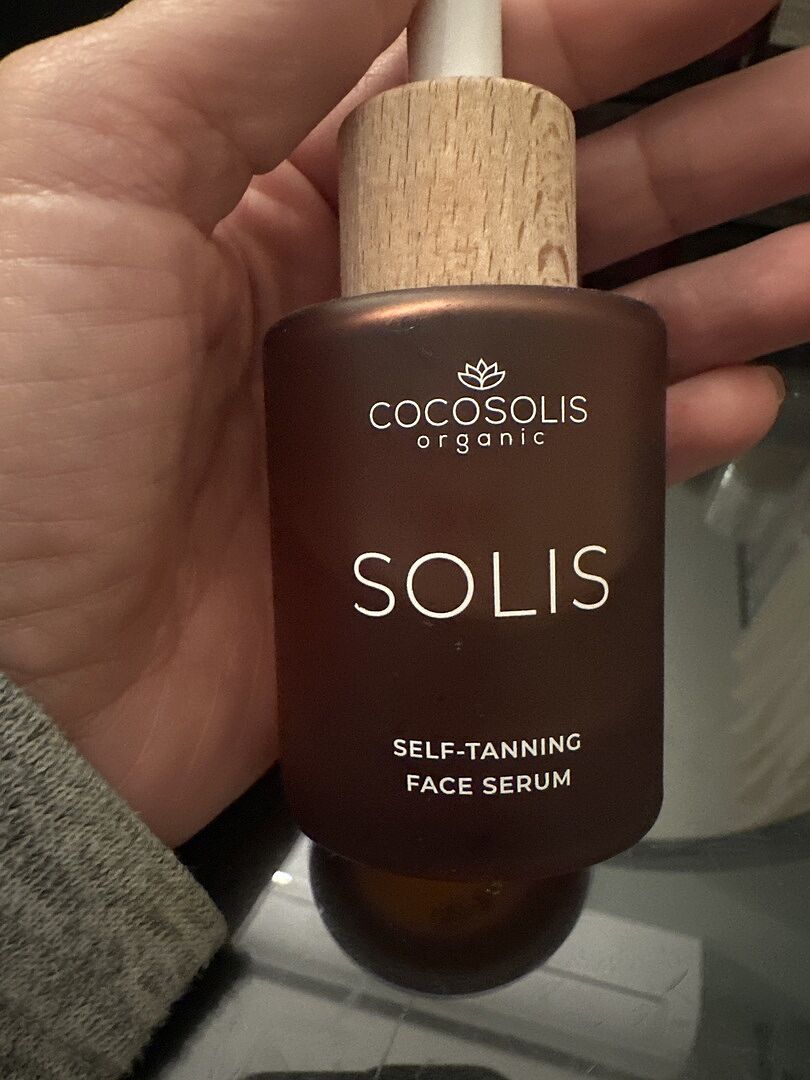 COCOSOLIS
organic
SOLIS
SELF-TANNING
FACE SERUM